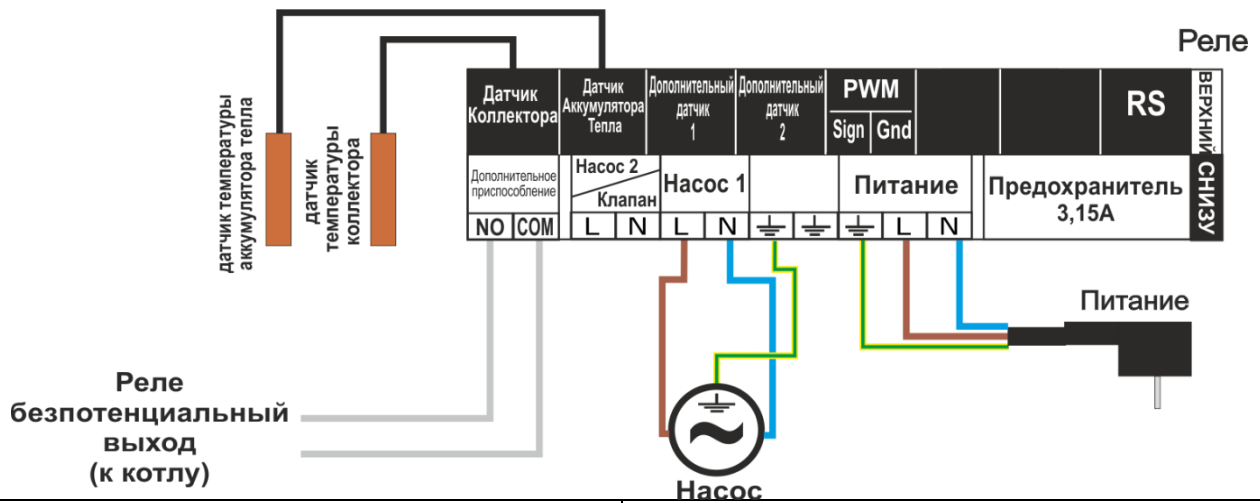 Реле
датчик температуры
аккумулятора тепла
датчик
температуры
коллектора
Датчик
Коллектора
Датчик
Аккумулятора
Тепла
Дополнительный
датчик
1
Дополнительный
датчик
2
PWM
Sign Gnd
RS
ВЕРХНИЙ
Дополнительное
приспособление
NO COM
Насос 2
Клапан
L N
Насос 1
L N
Питание
L N
Предохранитель
3,15А
СНИЗУ
Питание
Реле
безпотенциальный
выход
(к котлу)
Насос